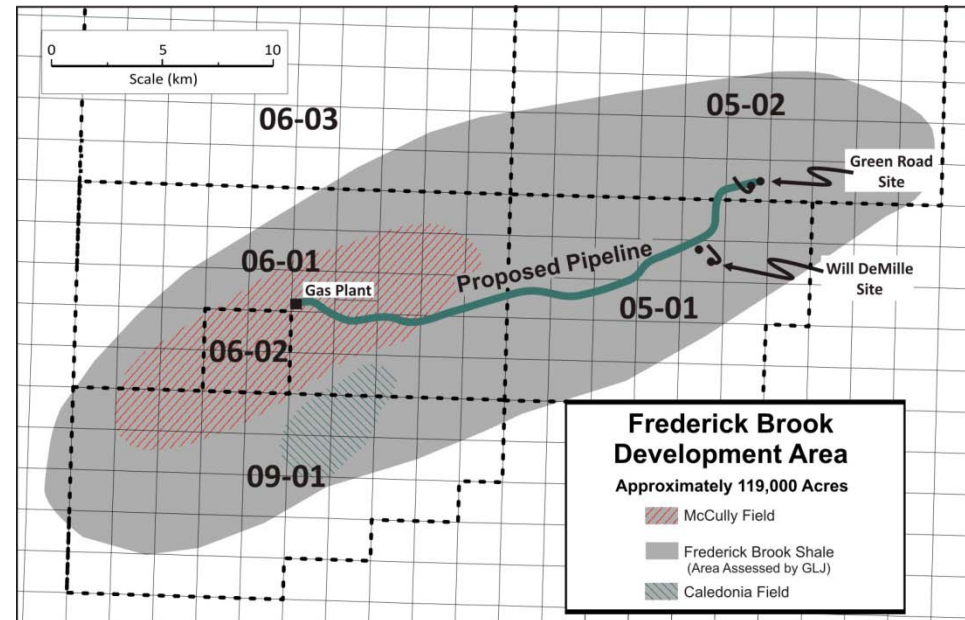 0 5 10
Scale (km)
06-03
05-02
Green Road
Site
06-01
Gas Plant
Proposed Pipeline
Will DeMille
Site
05-01
06-02
09-01
Frederick Brook
Development Area
Approximately 119,000 Acres
McCully Field
Frederick Brook Shale
(Area Assessed by GLJ)
Caledonia Field